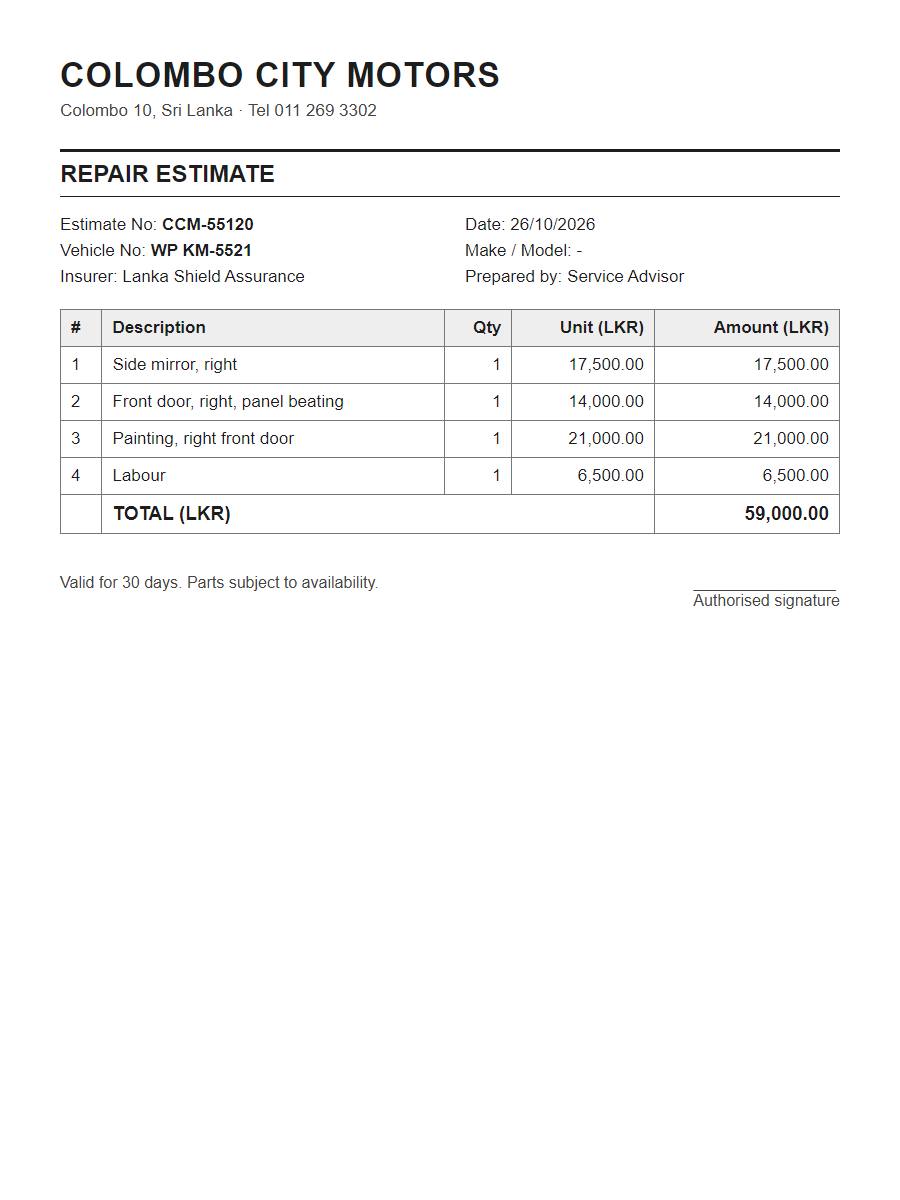 COLOMBO CITY MOTORS
Colombo 10, Sri Lanka · Tel 011 269 3302
REPAIR ESTIMATE
Estimate No: CCM-55120 Date: 26/10/2026
Vehicle No: WP KM-5521 Make / Model: -
Insurer: Lanka Shield Assurance Prepared by: Service Advisor
# Description Qty Unit (LKR) Amount (LKR)
1 Side mirror, right 1 17,500.00 17,500.00
2 Front door, right, panel beating 1 14,000.00 14,000.00
3 Painting, right front door 1 21,000.00 21,000.00
4 Labour 1 6,500.00 6,500.00
TOTAL (LKR) 59,000.00
Valid for 30 days. Parts subject to availability.
Authorised signature